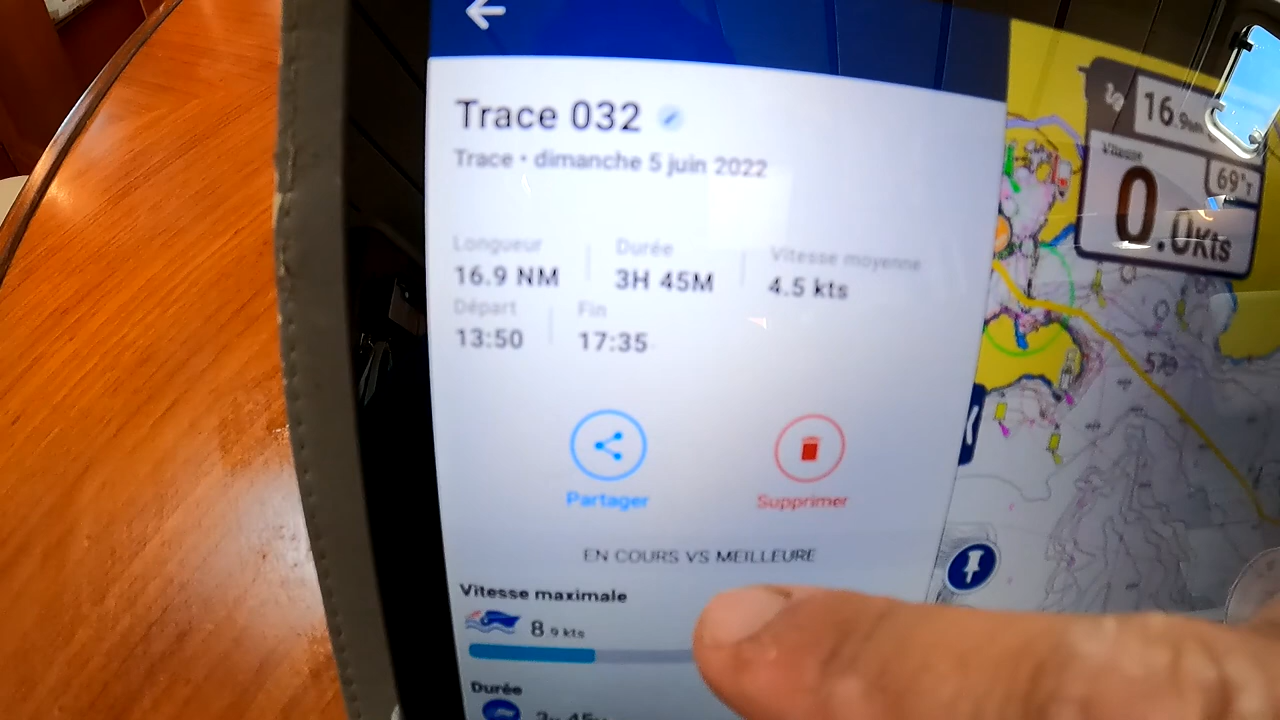 Trace 032
Trace • dimanche 5 juin 2022
Longueur Durée Vitesse moyenne
16.9 NM 3H 45M 4.5 kts
Départ Fin
13:50 17:35
Partager Supprimer
EN COURS VS MEILLEURE
Vitesse maximale
8.9 kts
Durée
16.9nm
Vitesse
69°T
0.0kts
579